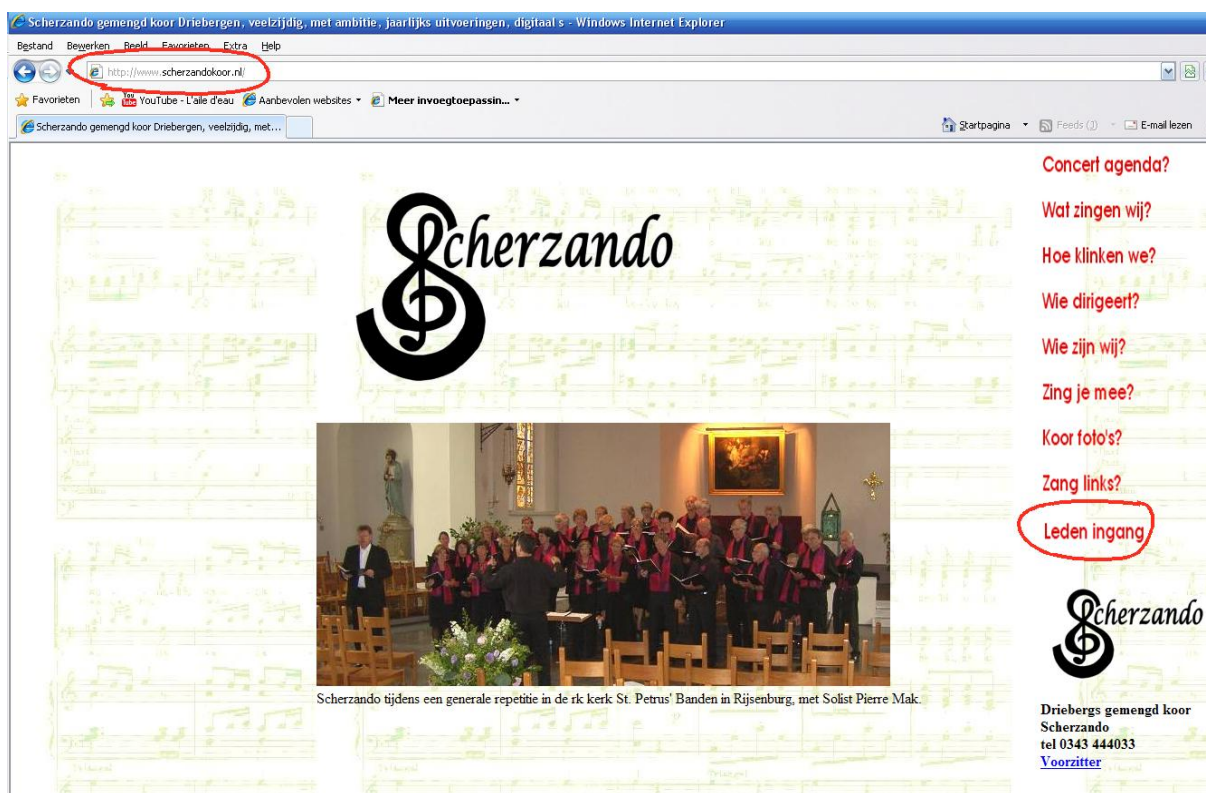 Scherzando gemengd koor Driebergen, veelzijdig, met ambitie, jaarlijks uitvoeringen, digitaal s - Windows Internet Explorer
Bestand Bewerken Beeld Favorieten Extra Help
http://www.scherzandokoor.nl/
Favorieten YouTube - L'aile d'eau Aanbevolen websites Meer invoegtoepassin...
Scherzando gemengd koor Driebergen, veelzijdig, met... Startpagina Feeds (J) E-mail lezen
Scherzando
Concert agenda?
Wat zingen wij?
Hoe klinken we?
Wie dirigeert?
Wie zijn wij?
Zing je mee?
Koor foto's?
Zang links?
Leden ingang
Scherzando tijdens een generale repetitie in de rk kerk St. Petrus' Banden in Rijsenburg, met Solist Pierre Mak.
Scherzando
Driebergs gemengd koor
Scherzando
tel 0343 444033
Voorzitter